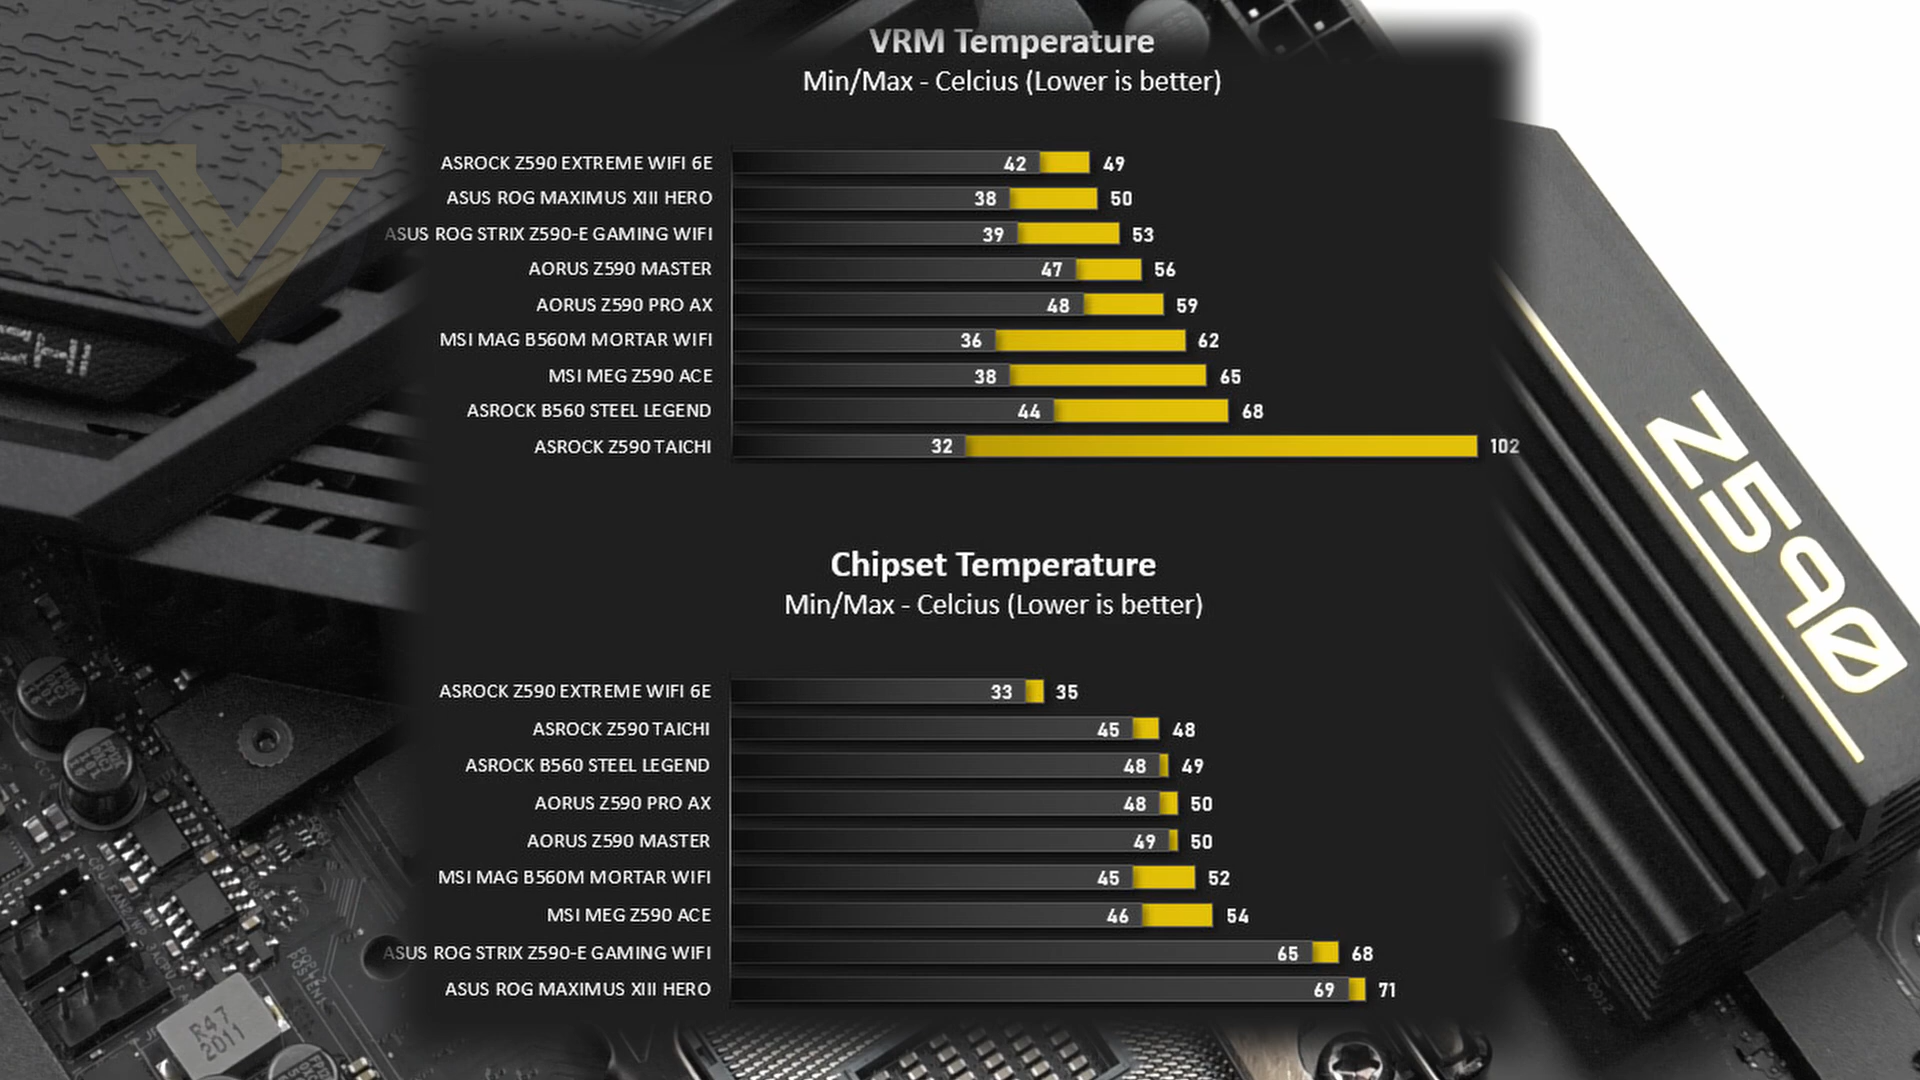 VRM Temperature
Min/Max - Celcius (Lower is better)
ASROCK Z590 EXTREME WIFI 6E 42 49
ASUS ROG MAXIMUS XIII HERO 38 50
ASUS ROG STRIX Z590-E GAMING WIFI 39 53
AORUS Z590 MASTER 47 56
AORUS Z590 PRO AX 48 59
MSI MAG B560M MORTAR WIFI 36 62
MSI MEG Z590 ACE 38 65
ASROCK B560 STEEL LEGEND 44 68
ASROCK Z590 TAICHI 32 102
Chipset Temperature
Min/Max - Celcius (Lower is better)
ASROCK Z590 EXTREME WIFI 6E 33 35
ASROCK Z590 TAICHI 45 48
ASROCK B560 STEEL LEGEND 48 49
AORUS Z590 PRO AX 48 50
AORUS Z590 MASTER 49 50
MSI MAG B560M MORTAR WIFI 45 52
MSI MEG Z590 ACE 46 54
ASUS ROG STRIX Z590-E GAMING WIFI 65 68
ASUS ROG MAXIMUS XIII HERO 69 71
CHI
Z590
R47
2011